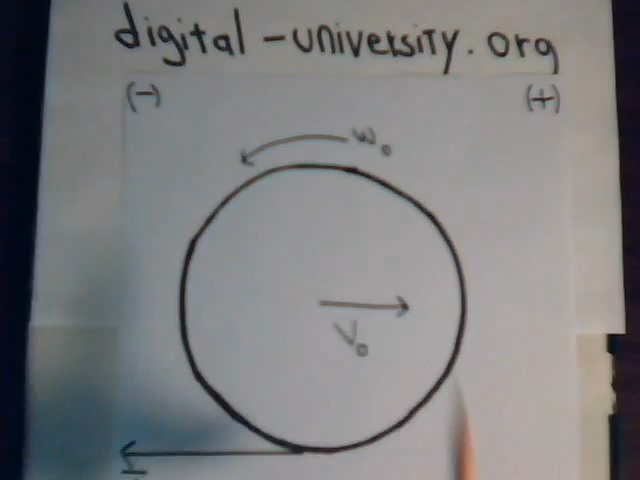 digital-university.org
(-) (+)
ω₀
V₀